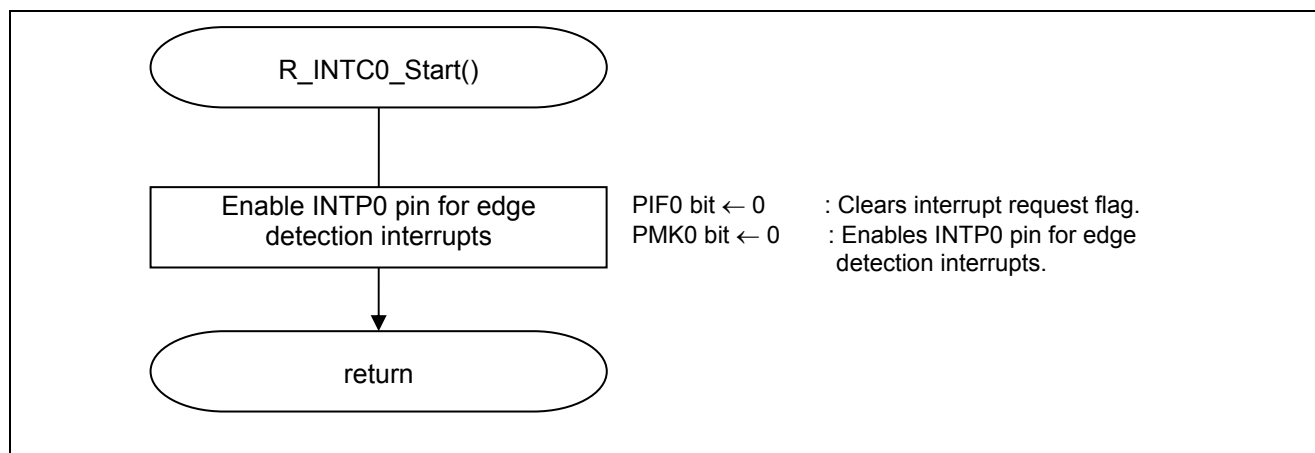 R_INTC0_Start()
Enable INTP0 pin for edge
detection interrupts
PIF0 bit ← 0 : Clears interrupt request flag.
PMK0 bit ← 0 : Enables INTP0 pin for edge
detection interrupts.
return